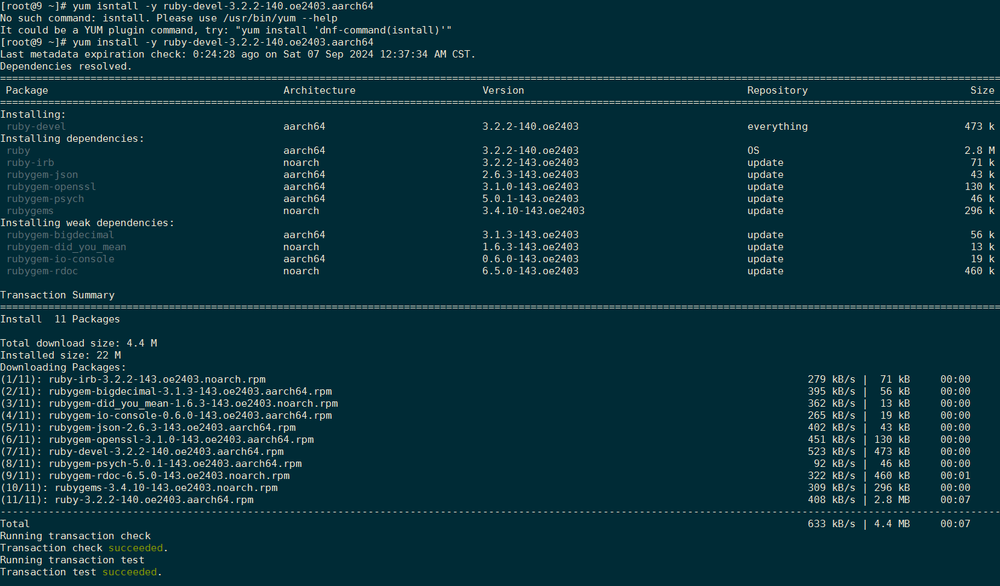 [root@9 ~]# yum isntall -y ruby-devel-3.2.2-140.oe2403.aarch64
No such command: isntall. Please use /usr/bin/yum --help
It could be a YUM plugin command, try: "yum install 'dnf-command(isntall)'"
[root@9 ~]# yum install -y ruby-devel-3.2.2-140.oe2403.aarch64
Last metadata expiration check: 0:24:28 ago on Sat 07 Sep 2024 12:37:34 AM CST.
Dependencies resolved.
Package Architecture Version Repository Size
Installing:
ruby-devel aarch64 3.2.2-140.oe2403 everything 473 k
Installing dependencies:
ruby aarch64 3.2.2-140.oe2403 OS 2.8 M
ruby-irb noarch 3.2.2-143.oe2403 update 71 k
rubygem-json aarch64 2.6.3-143.oe2403 update 43 k
rubygem-openssl aarch64 3.1.0-143.oe2403 update 130 k
rubygem-psych aarch64 5.0.1-143.oe2403 update 46 k
rubygems noarch 3.4.10-143.oe2403 update 296 k
Installing weak dependencies:
rubygem-bigdecimal aarch64 3.1.3-143.oe2403 update 56 k
rubygem-did_you_mean noarch 1.6.3-143.oe2403 update 13 k
rubygem-io-console aarch64 0.6.0-143.oe2403 update 19 k
rubygem-rdoc noarch 6.5.0-143.oe2403 update 460 k
Transaction Summary
Install  11 Packages
Total download size: 4.4 M
Installed size: 22 M
Downloading Packages:
(1/11): ruby-irb-3.2.2-143.oe2403.noarch.rpm 279 kB/s |  71 kB 00:00
(2/11): rubygem-bigdecimal-3.1.3-143.oe2403.aarch64.rpm 395 kB/s |  56 kB 00:00
(3/11): rubygem-did_you_mean-1.6.3-143.oe2403.noarch.rpm 362 kB/s |  13 kB 00:00
(4/11): rubygem-io-console-0.6.0-143.oe2403.aarch64.rpm 265 kB/s |  19 kB 00:00
(5/11): rubygem-json-2.6.3-143.oe2403.aarch64.rpm 402 kB/s |  43 kB 00:00
(6/11): rubygem-openssl-3.1.0-143.oe2403.aarch64.rpm 451 kB/s | 130 kB 00:00
(7/11): ruby-devel-3.2.2-140.oe2403.aarch64.rpm 523 kB/s | 473 kB 00:00
(8/11): rubygem-psych-5.0.1-143.oe2403.aarch64.rpm 92 kB/s |  46 kB 00:00
(9/11): rubygem-rdoc-6.5.0-143.oe2403.noarch.rpm 322 kB/s | 460 kB 00:01
(10/11): rubygems-3.4.10-143.oe2403.noarch.rpm 309 kB/s | 296 kB 00:00
(11/11): ruby-3.2.2-140.oe2403.aarch64.rpm 408 kB/s | 2.8 MB 00:07
Total 633 kB/s | 4.4 MB 00:07
Running transaction check
Transaction check succeeded.
Running transaction test
Transaction test succeeded.